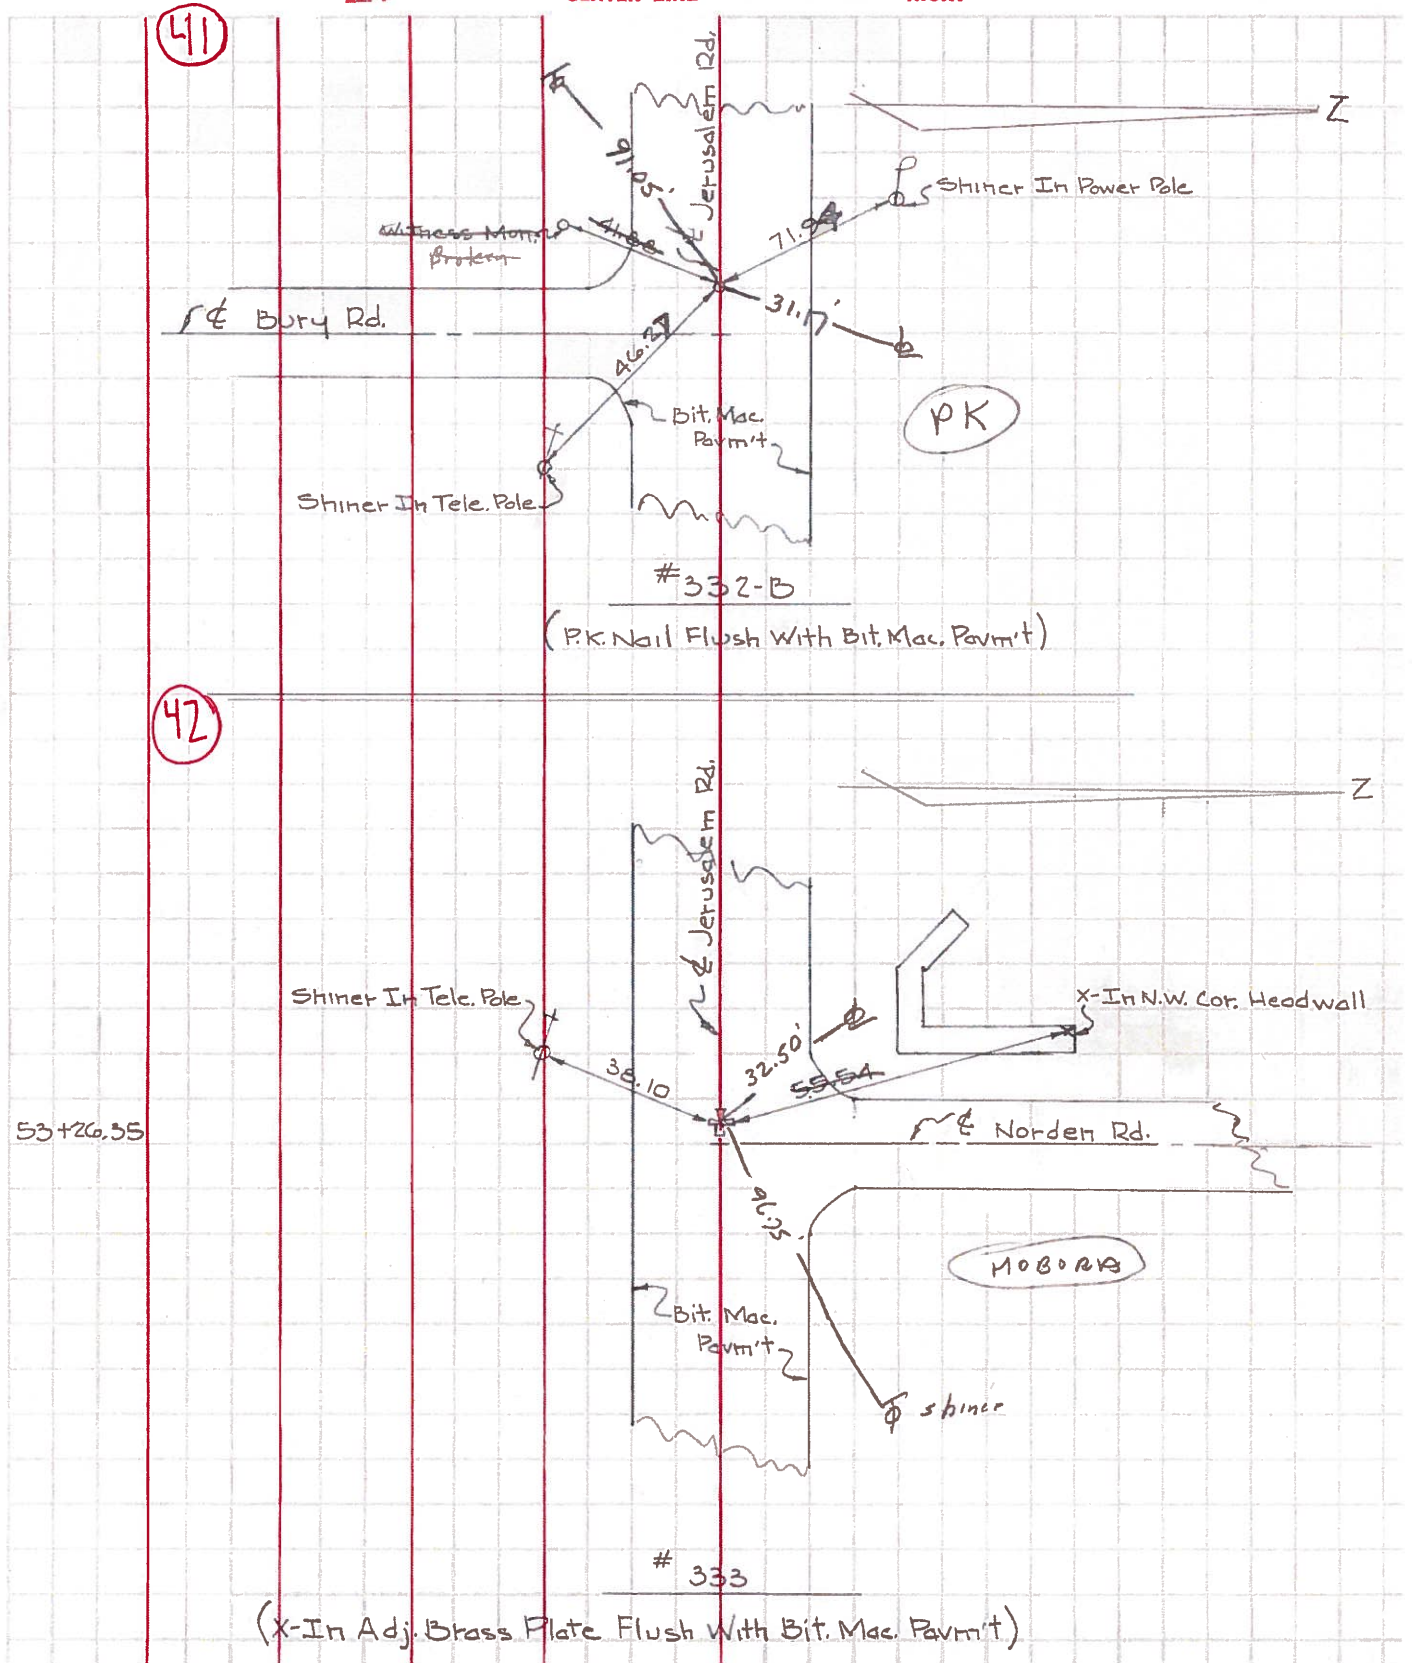 41
℄ Jerusalem Rd.
Z
91.05'
Shiner In Power Pole
Witness Mon.
Broken
41.88
71.94
℄ Bury Rd.
31.17'
46.27
PK
Bit. Mac.
Pavm't
Shiner In Tele. Pole
#332-B
(P.K. Nail Flush With Bit. Mac. Pavm't)
42
℄ Jerusalem Rd.
Z
Shiner In Tele. Pole
X-In N.W. Cor. Headwall
32.50'
38.10
55.54
53+26.35
℄ Norden Rd.
Bit. Mac.
Pavm't
shiner
# 333
(X-In Adj. Brass Plate Flush With Bit. Mac. Pavm't)